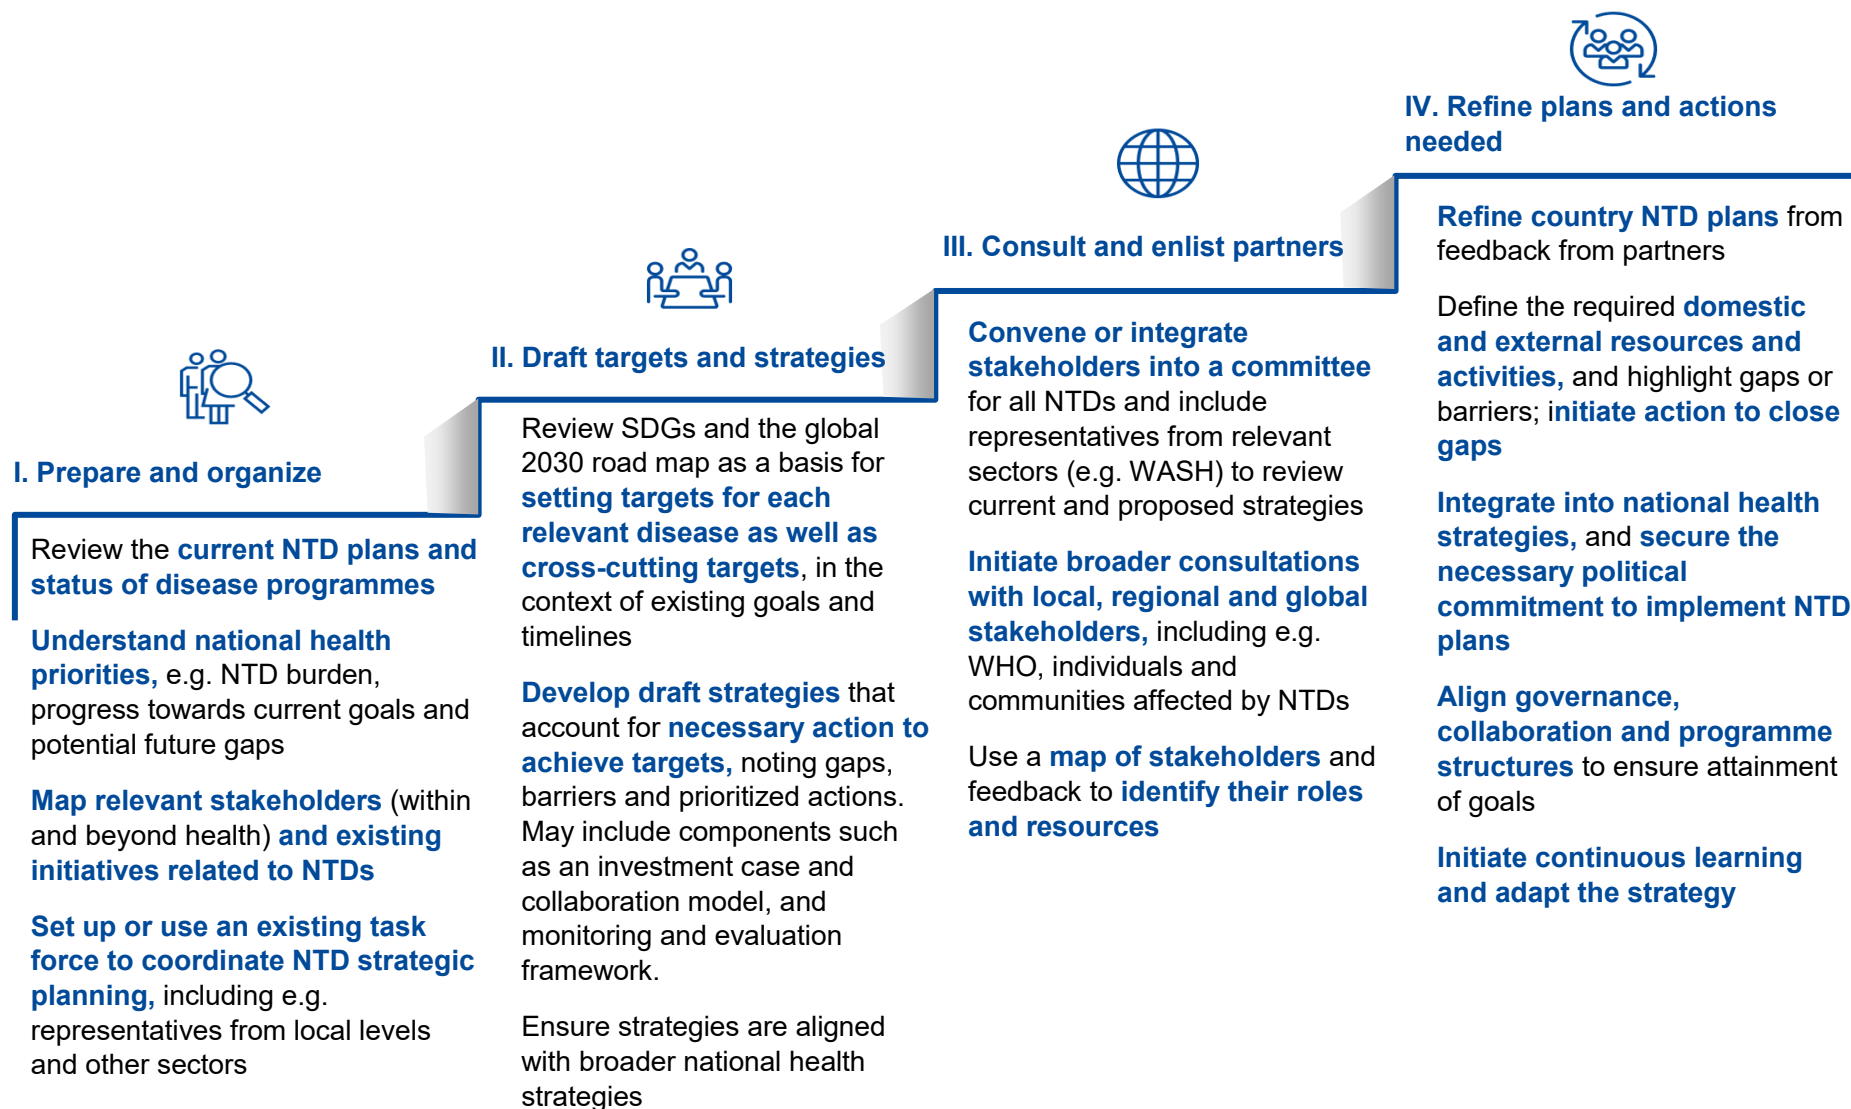 I. Prepare and organize
Review the current NTD plans and
status of disease programmes
Understand national health
priorities, e.g. NTD burden,
progress towards current goals and
potential future gaps
Map relevant stakeholders (within
and beyond health) and existing
initiatives related to NTDs
Set up or use an existing task
force to coordinate NTD strategic
planning, including e.g.
representatives from local levels
and other sectors
II. Draft targets and strategies
Review SDGs and the global
2030 road map as a basis for
setting targets for each
relevant disease as well as
cross-cutting targets, in the
context of existing goals and
timelines
Develop draft strategies that
account for necessary action to
achieve targets, noting gaps,
barriers and prioritized actions.
May include components such
as an investment case and
collaboration model, and
monitoring and evaluation
framework.
Ensure strategies are aligned
with broader national health
strategies
III. Consult and enlist partners
Convene or integrate
stakeholders into a committee
for all NTDs and include
representatives from relevant
sectors (e.g. WASH) to review
current and proposed strategies
Initiate broader consultations
with local, regional and global
stakeholders, including e.g.
WHO, individuals and
communities affected by NTDs
Use a map of stakeholders and
feedback to identify their roles
and resources
IV. Refine plans and actions
needed
Refine country NTD plans from
feedback from partners
Define the required domestic
and external resources and
activities, and highlight gaps or
barriers; initiate action to close
gaps
Integrate into national health
strategies, and secure the
necessary political
commitment to implement NTD
plans
Align governance,
collaboration and programme
structures to ensure attainment
of goals
Initiate continuous learning
and adapt the strategy